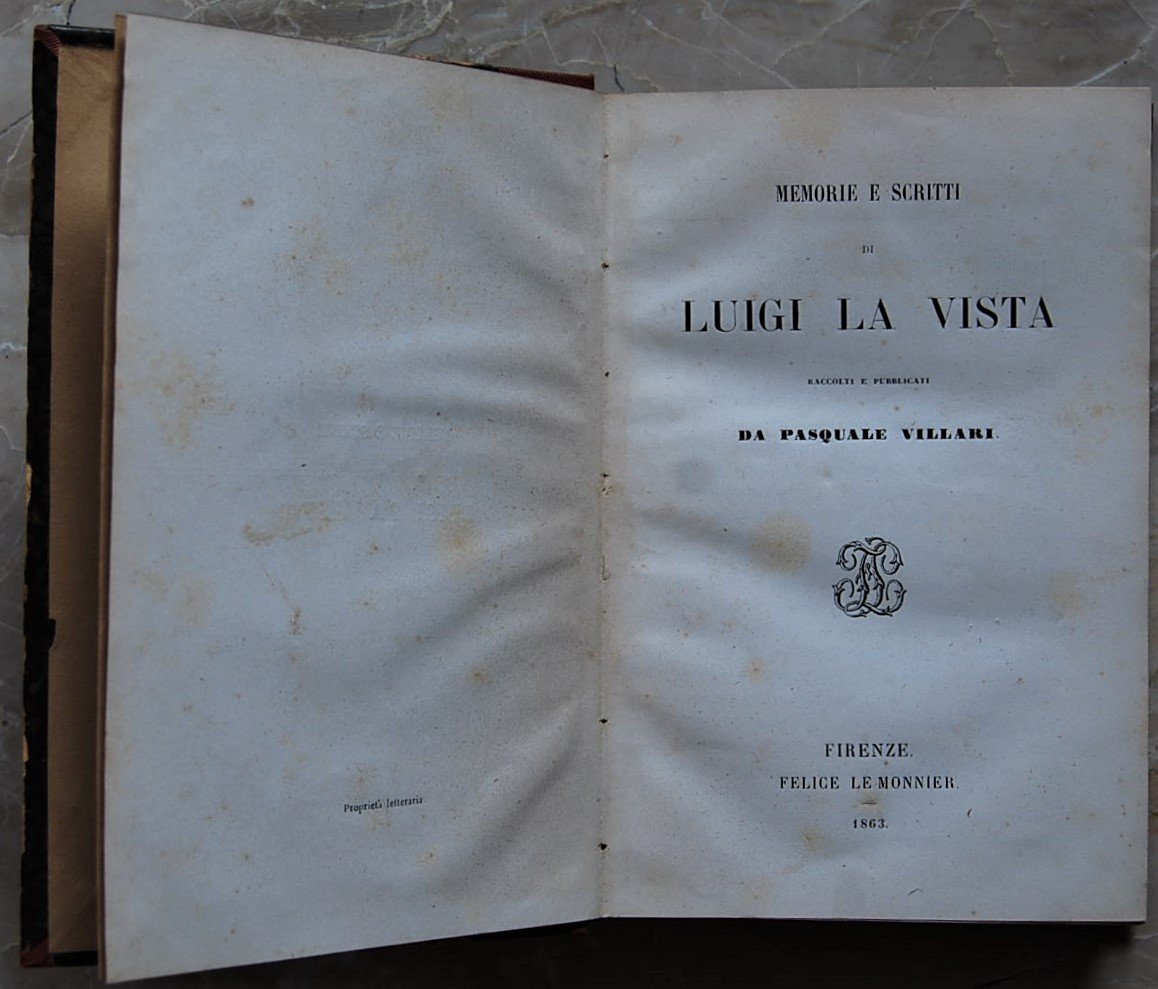 Proprietà letteraria
MEMORIE E SCRITTI
DI
LUIGI LA VISTA
RACCOLTI E PUBBLICATI
DA PASQUALE VILLARI.
FIRENZE.
FELICE LE MONNIER.
1863.